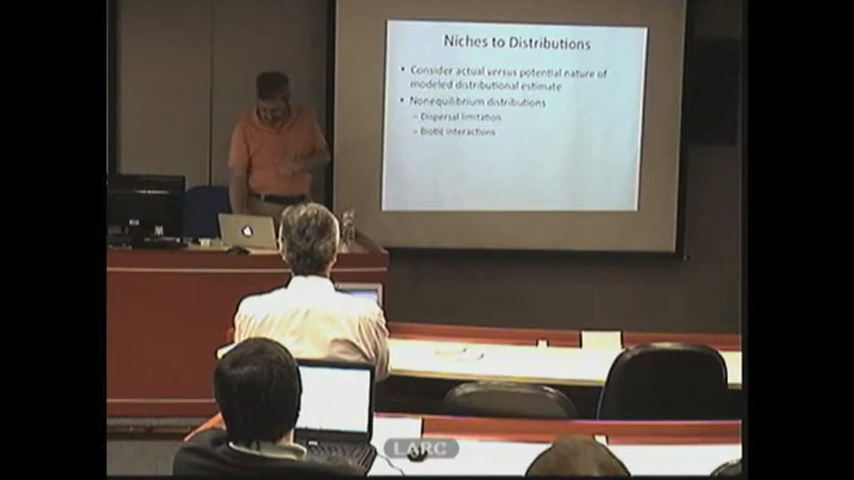 Niches to Distributions
• Consider actual versus potential nature of
modeled distributional estimate
• Nonequilibrium distributions
– Dispersal limitation
– Biotic interactions
LARC